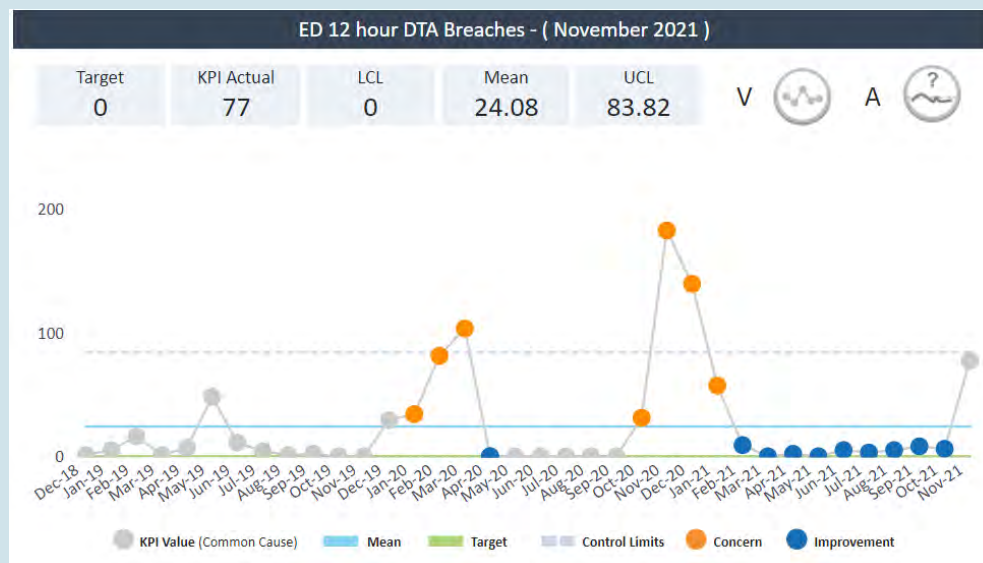 ED 12 hour DTA Breaches - ( November 2021 )
Target KPI Actual LCL Mean UCL
0 77 0 24.08 83.82
V A ?
200
100
0
Dec-18 Jan-19 Feb-19 Mar-19 Apr-19 May-19 Jun-19 Jul-19 Aug-19 Sep-19 Oct-19 Nov-19 Dec-19 Jan-20 Feb-20 Mar-20 Apr-20 May-20 Jun-20 Jul-20 Aug-20 Sep-20 Oct-20 Nov-20 Dec-20 Jan-21 Feb-21 Mar-21 Apr-21 May-21 Jun-21 Jul-21 Aug-21 Sep-21 Oct-21 Nov-21
KPI Value (Common Cause) Mean Target Control Limits Concern Improvement